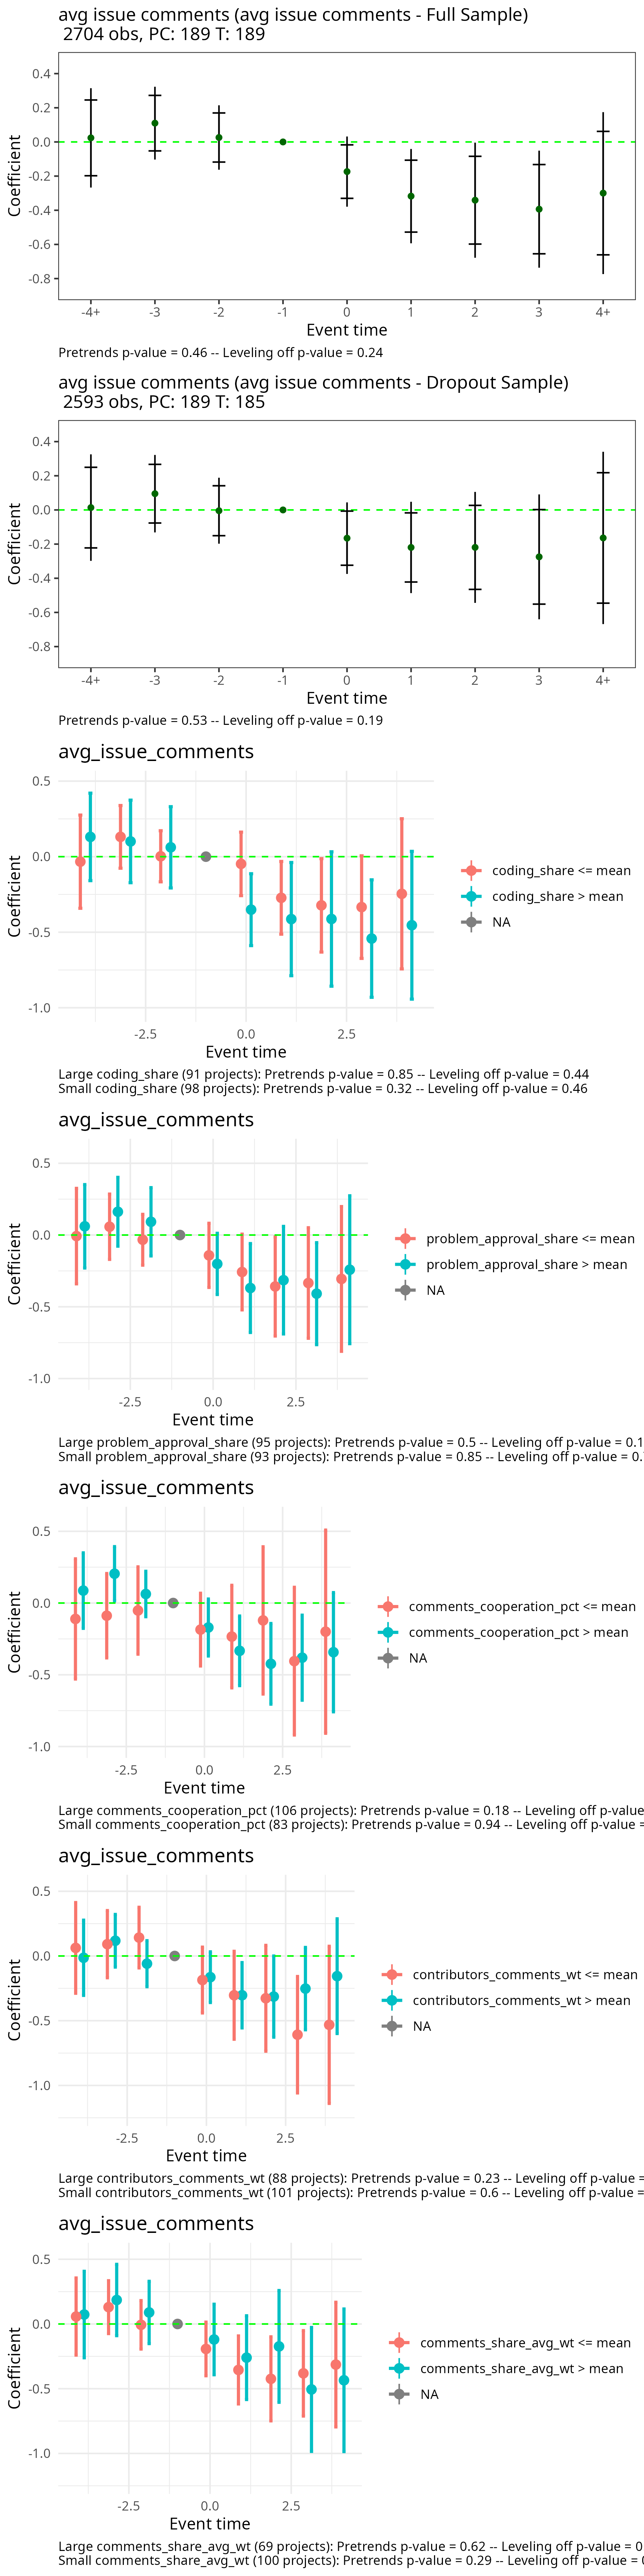 avg issue comments (avg issue comments - Full Sample)
2704 obs, PC: 189 T: 189
Coefficient
0.4
0.2
0.0
-0.2
-0.4
-0.6
-0.8
-4+ -3 -2 -1 0 1 2 3 4+
Event time
Pretrends p-value = 0.46 -- Leveling off p-value = 0.24
avg issue comments (avg issue comments - Dropout Sample)
2593 obs, PC: 189 T: 185
Coefficient
0.4
0.2
0.0
-0.2
-0.4
-0.6
-0.8
-4+ -3 -2 -1 0 1 2 3 4+
Event time
Pretrends p-value = 0.53 -- Leveling off p-value = 0.19
avg_issue_comments
Coefficient
0.5
0.0
-0.5
-1.0
-2.5 0.0 2.5
Event time
coding_share <= mean
coding_share > mean
NA
Large coding_share (91 projects): Pretrends p-value = 0.85 -- Leveling off p-value = 0.44
Small coding_share (98 projects): Pretrends p-value = 0.32 -- Leveling off p-value = 0.46
avg_issue_comments
Coefficient
0.5
0.0
-0.5
-1.0
-2.5 0.0 2.5
Event time
problem_approval_share <= mean
problem_approval_share > mean
NA
Large problem_approval_share (95 projects): Pretrends p-value = 0.5 -- Leveling off p-value = 0.1
Small problem_approval_share (93 projects): Pretrends p-value = 0.85 -- Leveling off p-value = 0.
avg_issue_comments
Coefficient
0.5
0.0
-0.5
-1.0
-2.5 0.0 2.5
Event time
comments_cooperation_pct <= mean
comments_cooperation_pct > mean
NA
Large comments_cooperation_pct (106 projects): Pretrends p-value = 0.18 -- Leveling off p-value
Small comments_cooperation_pct (83 projects): Pretrends p-value = 0.94 -- Leveling off p-value =
avg_issue_comments
Coefficient
0.5
0.0
-0.5
-1.0
-2.5 0.0 2.5
Event time
contributors_comments_wt <= mean
contributors_comments_wt > mean
NA
Large contributors_comments_wt (88 projects): Pretrends p-value = 0.23 -- Leveling off p-value =
Small contributors_comments_wt (101 projects): Pretrends p-value = 0.6 -- Leveling off p-value =
avg_issue_comments
Coefficient
0.5
0.0
-0.5
-1.0
-2.5 0.0 2.5
Event time
comments_share_avg_wt <= mean
comments_share_avg_wt > mean
NA
Large comments_share_avg_wt (69 projects): Pretrends p-value = 0.62 -- Leveling off p-value = 0
Small comments_share_avg_wt (100 projects): Pretrends p-value = 0.29 -- Leveling off p-value =